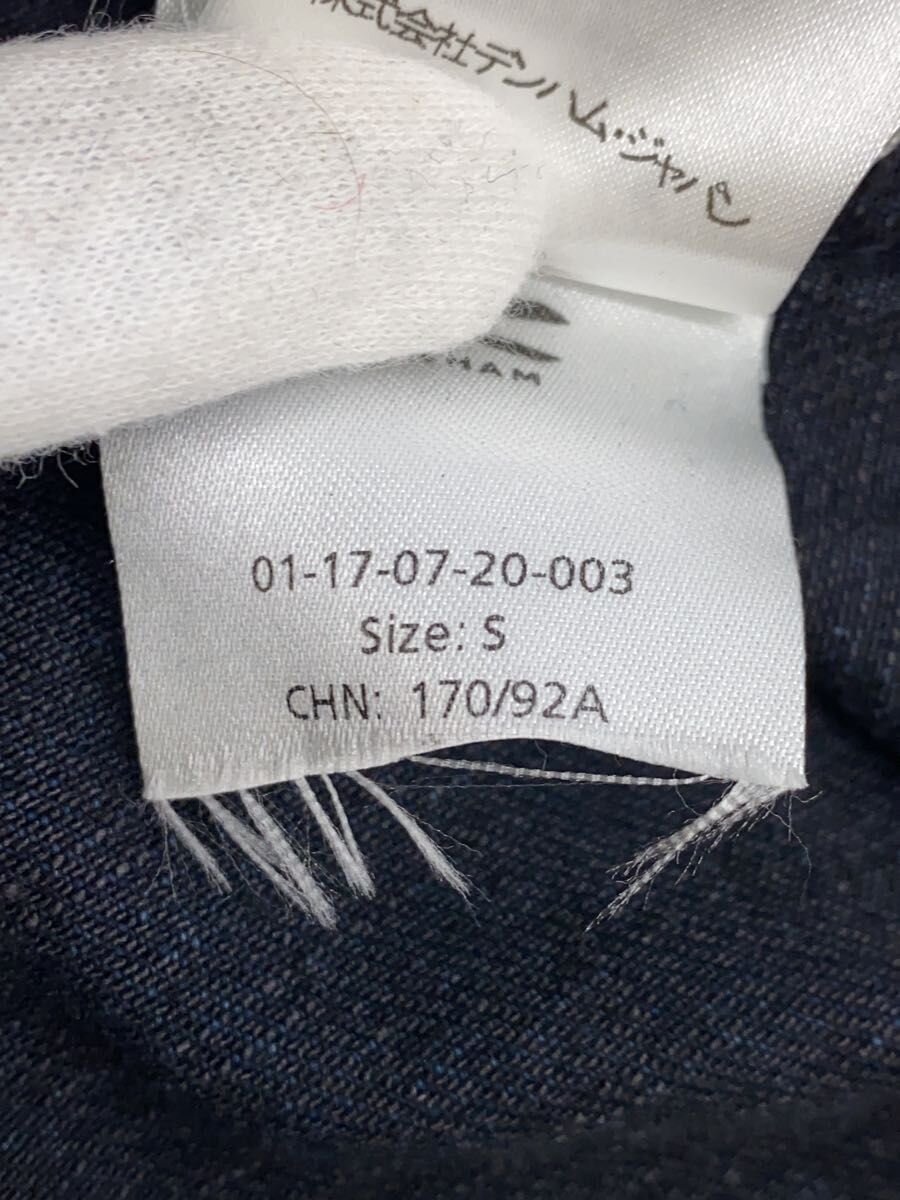 株式会社デンハム・ジャパン
HAM
01-17-07-20-003
Size: S
CHN: 170/92A